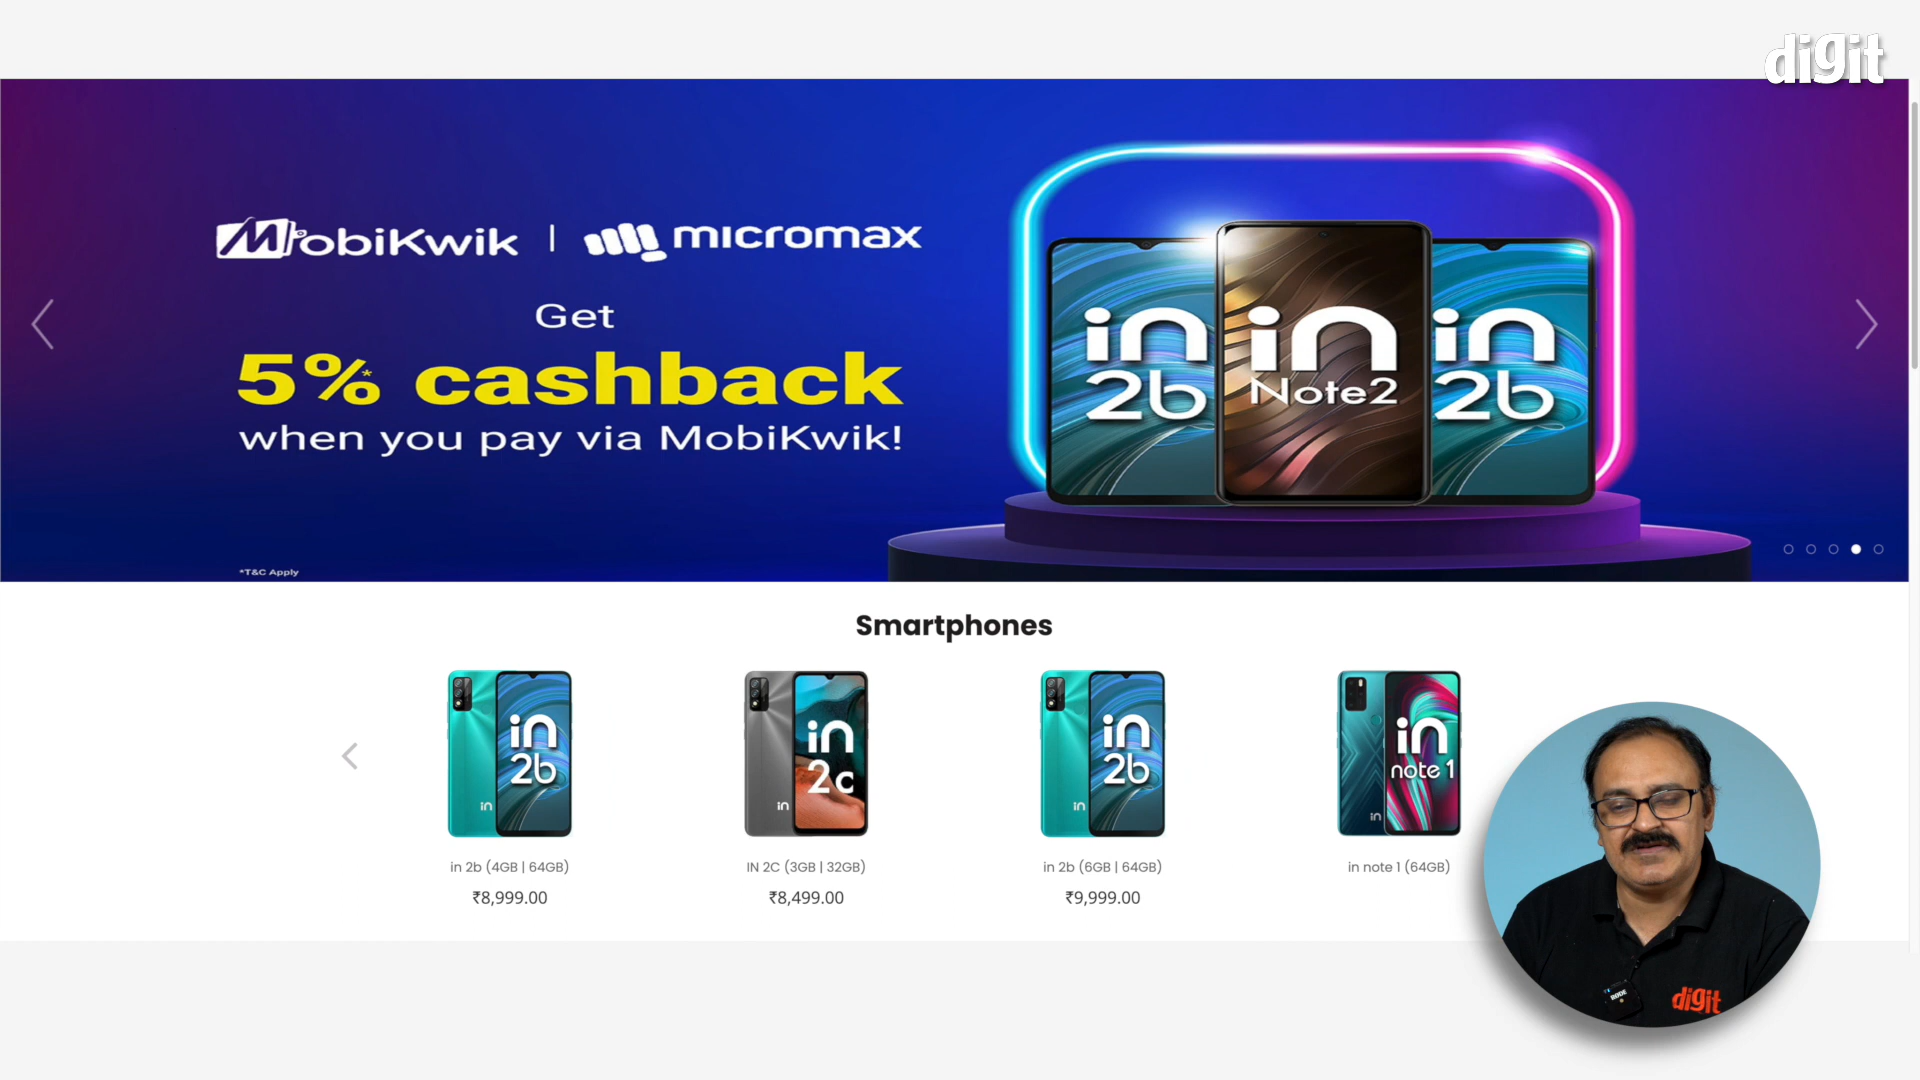 digit
MobiKwik | micromax
Get
5%* cashback
when you pay via MobiKwik!
*T&C Apply
in 2b
in Note2
in 2b
Smartphones
in 2b in
in 2c in
in 2b in
in note 1 in
in 2b (4GB | 64GB)
IN 2C (3GB | 32GB)
in 2b (6GB | 64GB)
in note 1 (64GB)
₹8,999.00
₹8,499.00
₹9,999.00
RODE
digit